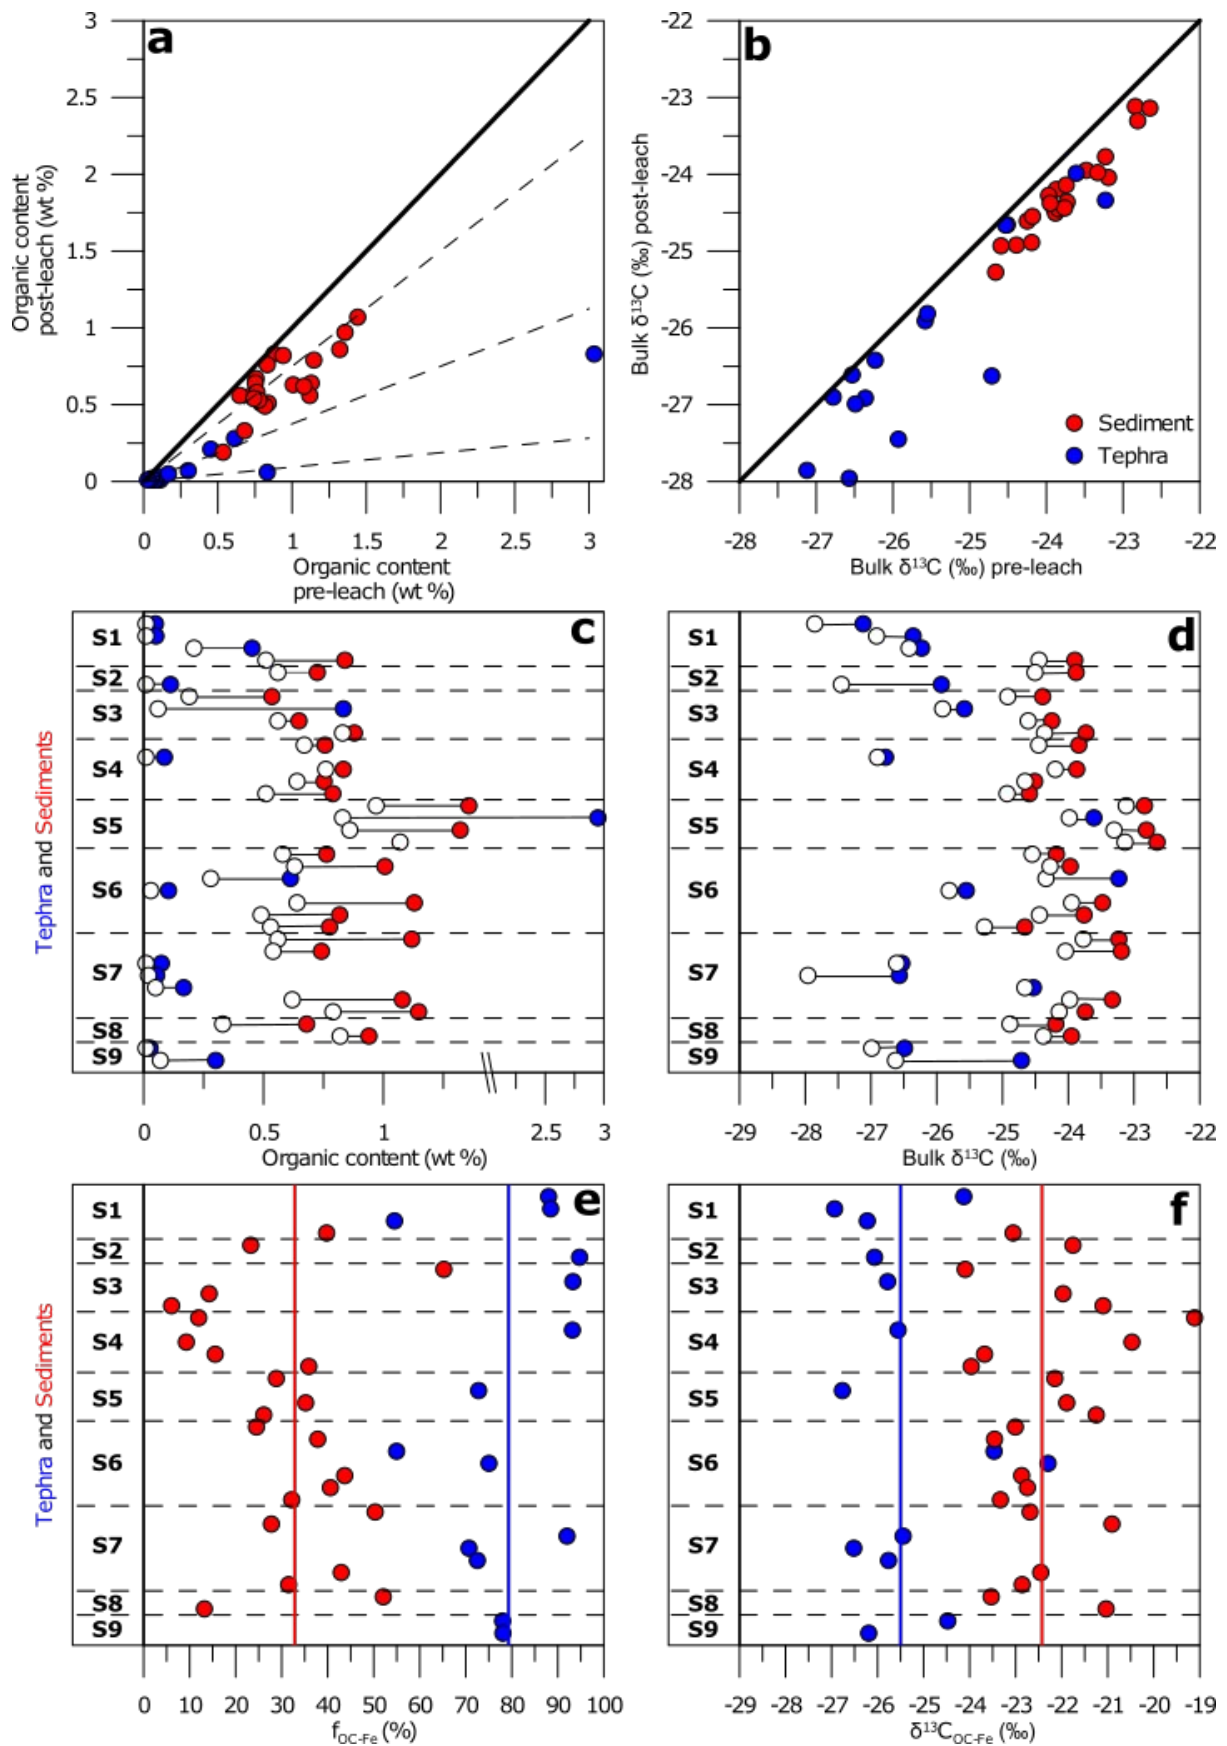 a
3
2.5
2
1.5
1
0.5
0
Organic content
post-leach (wt %)
0 0.5 1 1.5 2 2.5 3
Organic content
pre-leach (wt %)
b
-22
-23
-24
-25
-26
-27
-28
Bulk δ¹³C (‰) post-leach
Sediment
Tephra
-28 -27 -26 -25 -24 -23 -22
Bulk δ¹³C (‰) pre-leach
c
S1
S2
S3
S4
S5
S6
S7
S8
S9
Tephra and Sediments
0 0.5 1 2.5 3
Organic content (wt %)
d
S1
S2
S3
S4
S5
S6
S7
S8
S9
-29 -28 -27 -26 -25 -24 -23 -22
Bulk δ¹³C (‰)
e
S1
S2
S3
S4
S5
S6
S7
S8
S9
Tephra and Sediments
0 10 20 30 40 50 60 70 80 90 100
fOC-Fe (%)
f
S1
S2
S3
S4
S5
S6
S7
S8
S9
-29 -28 -27 -26 -25 -24 -23 -22 -21 -20 -19
δ¹³COC-Fe (‰)